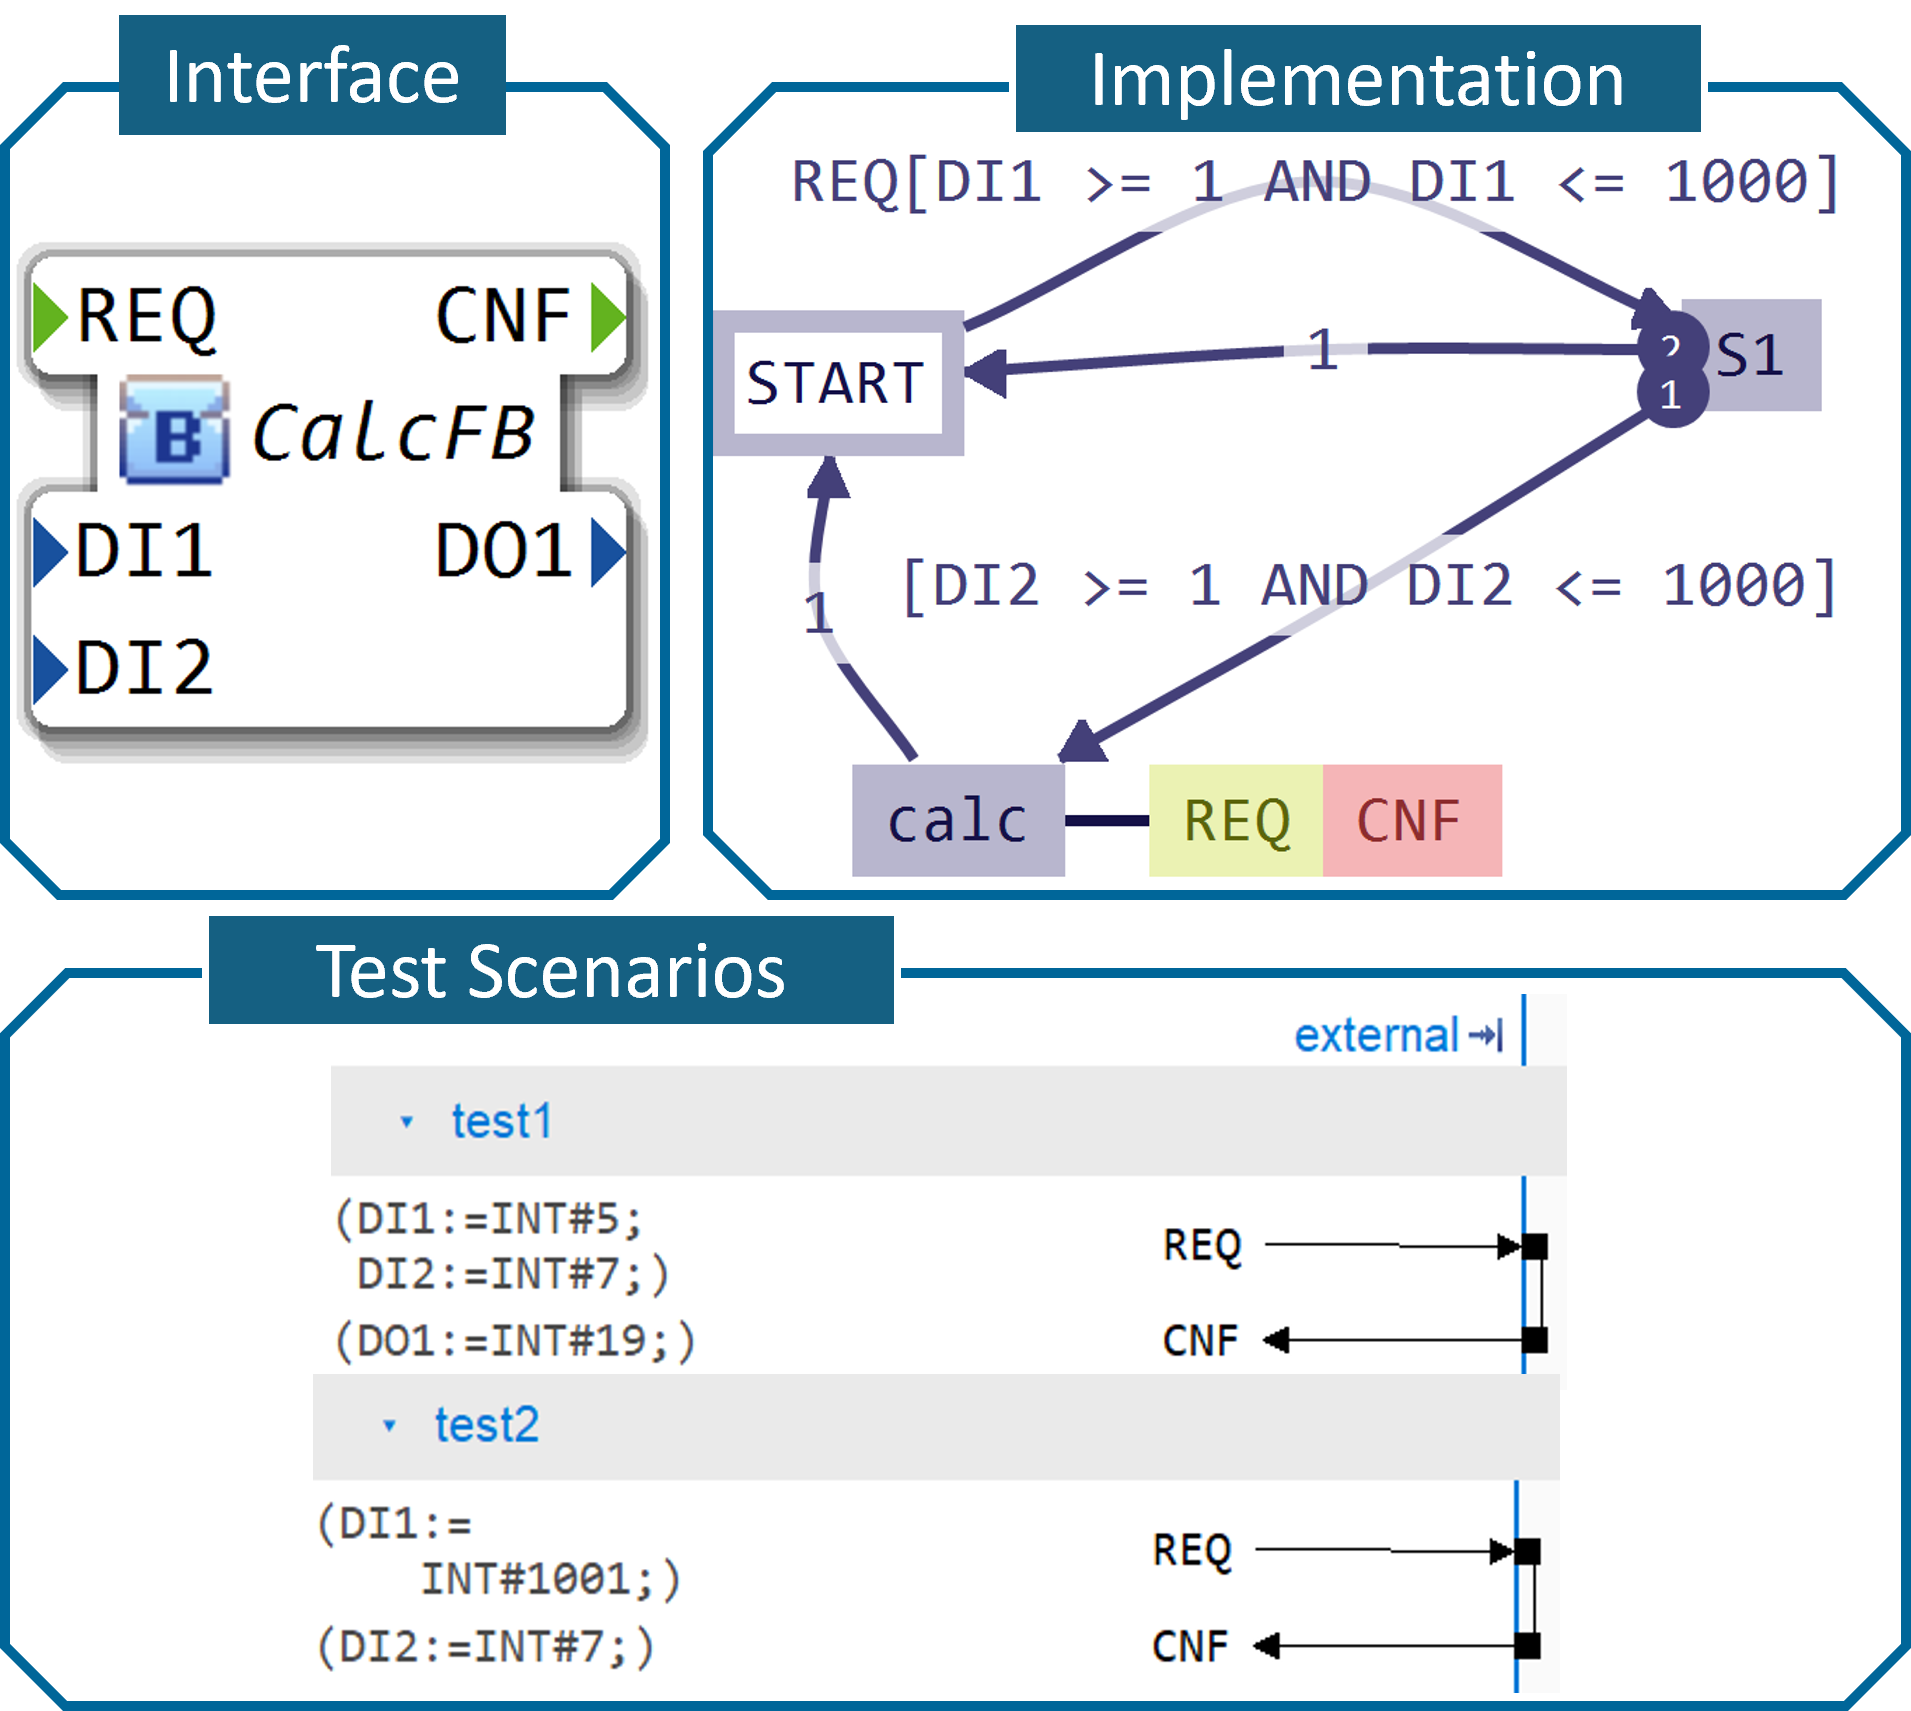 Interface
REQ CNF
B CalcFB
DI1 DO1
DI2
Implementation
REQ[DI1 >= 1 AND DI1 <= 1000]
START
1
2
1
S1
[DI2 >= 1 AND DI2 <= 1000]
1
calc REQ CNF
Test Scenarios
external
test1
(DI1:=INT#5;
DI2:=INT#7;)
REQ
(DO1:=INT#19;)
CNF
test2
(DI1:=
INT#1001;)
REQ
(DI2:=INT#7;)
CNF